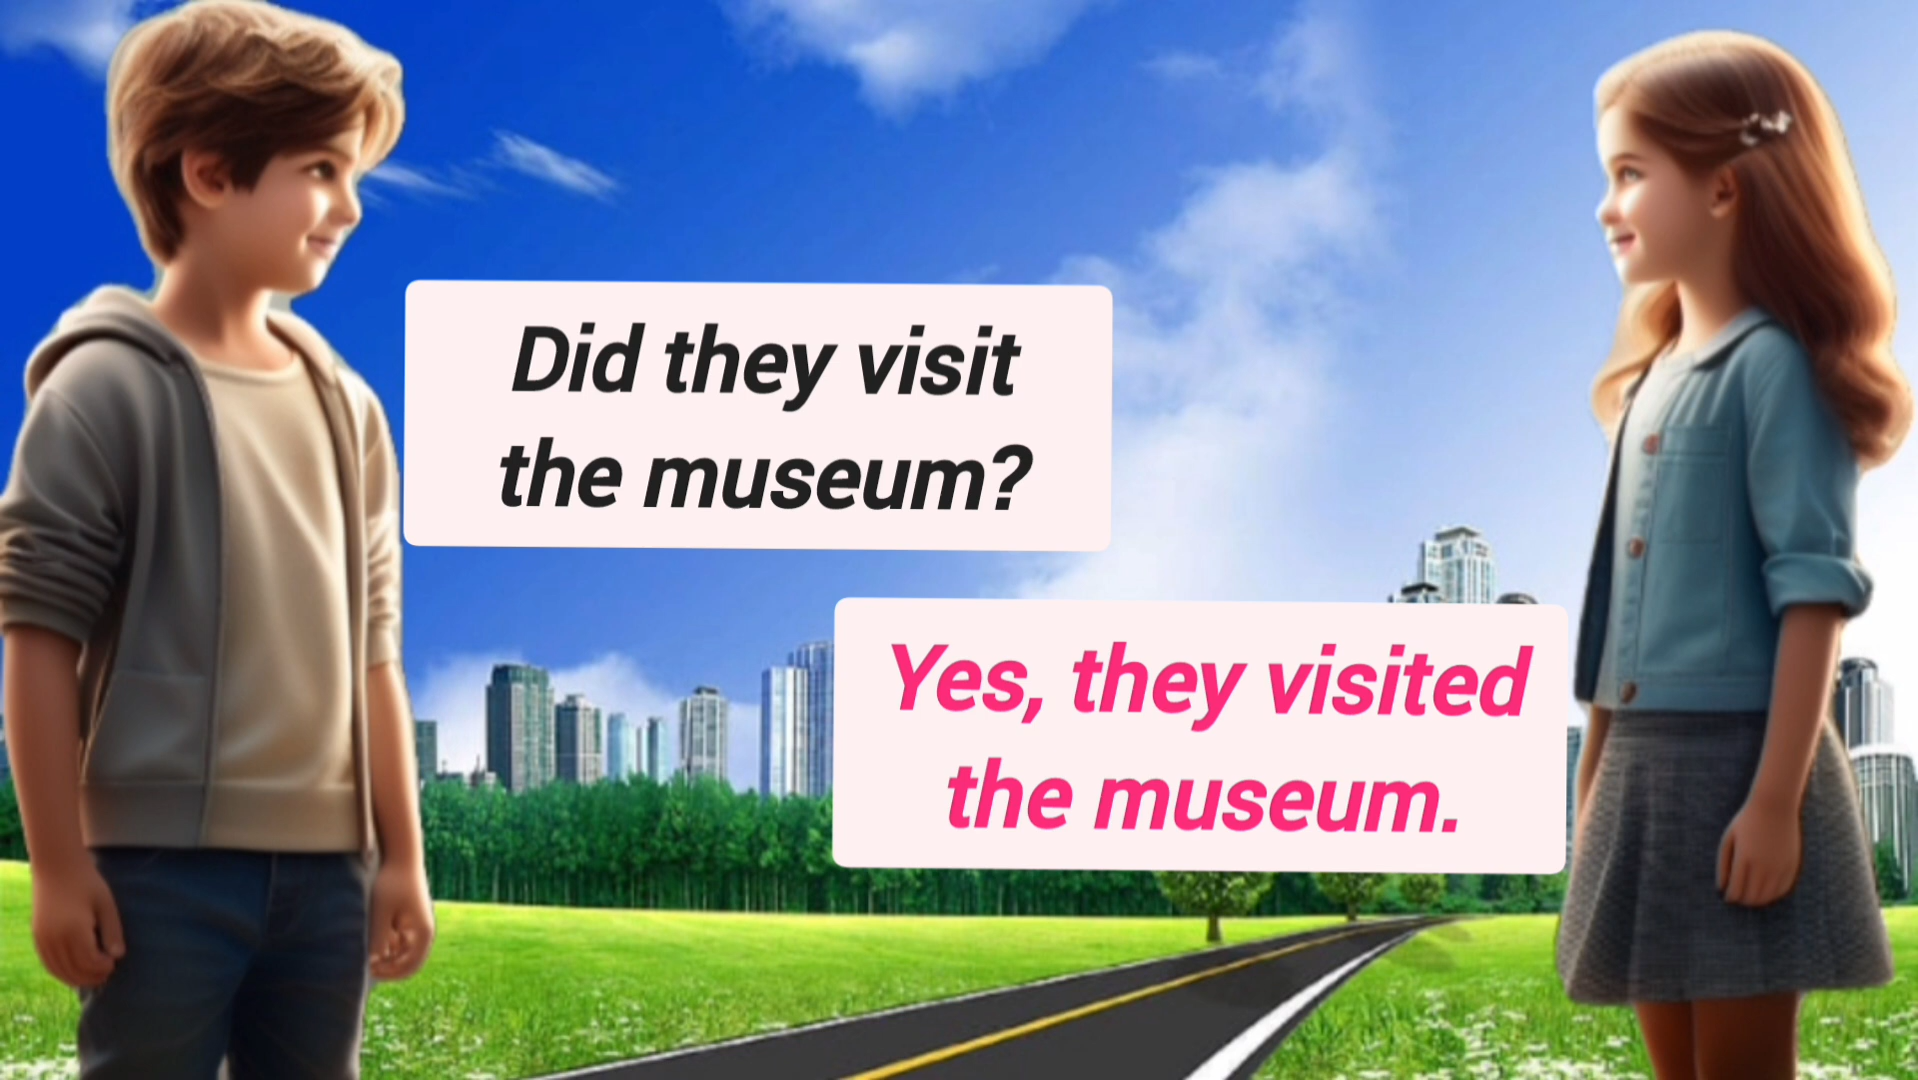 Did they visit
the museum?
Yes, they visited
the museum.